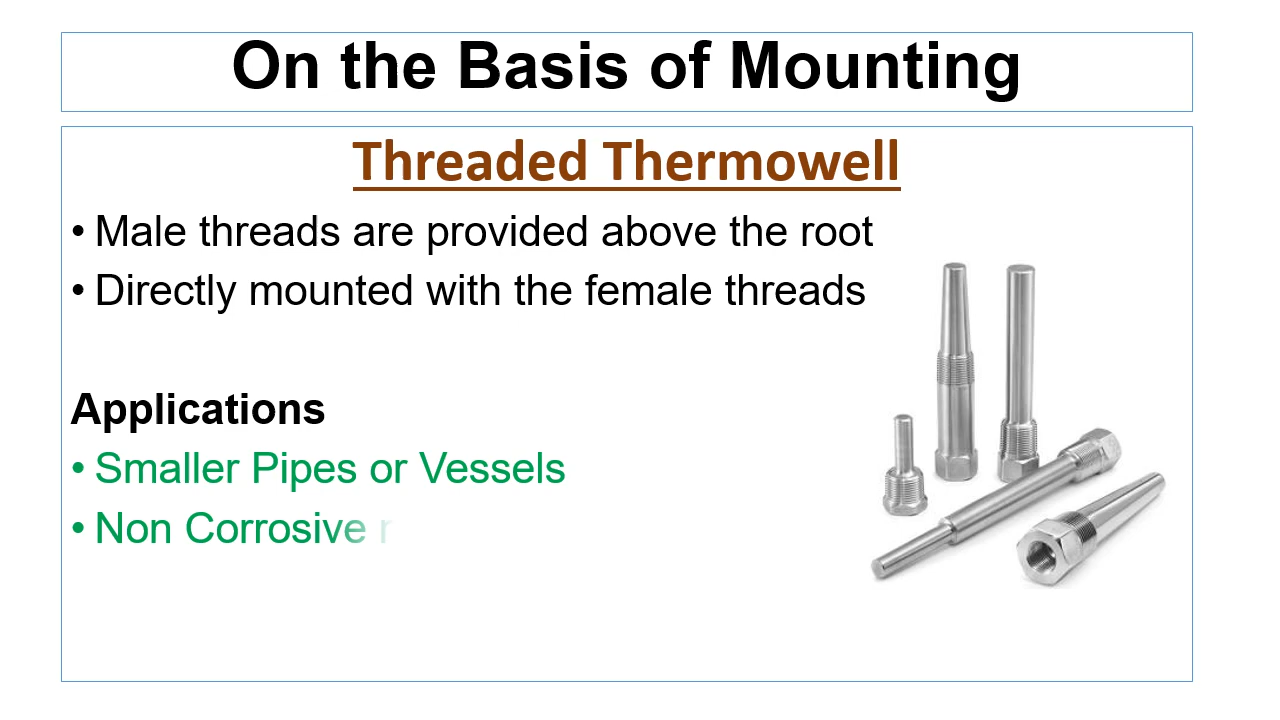 On the Basis of Mounting
Threaded Thermowell
• Male threads are provided above the root
• Directly mounted with the female threads
Applications
• Smaller Pipes or Vessels
• Non Corrosive